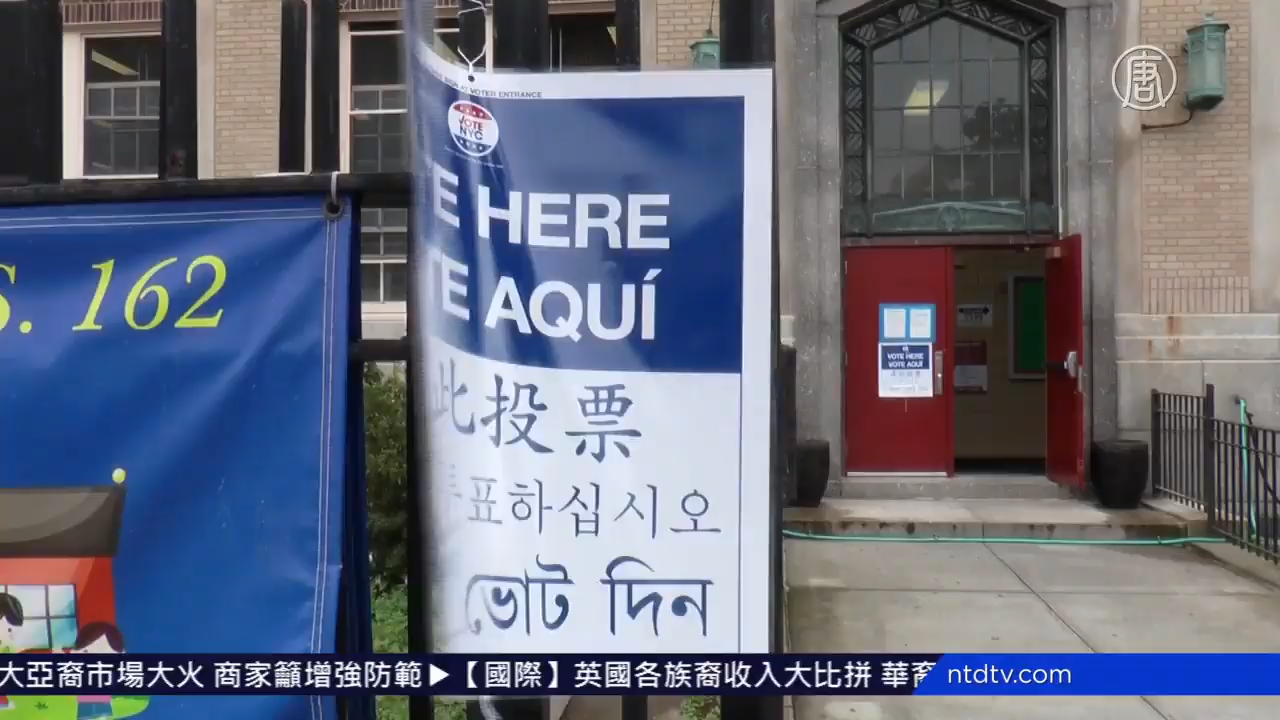 唐
AT VOTER ENTRANCE
VOTE
NYC
E HERE
E AQUÍ
此投票
표하십시오
ভোট দিন
S. 162
VOTE HERE
VOTE AQUÍ
大亞裔市場大火 商家籲增強防範▶【國際】英國各族裔收入大比拼 華裔
ntdtv.com